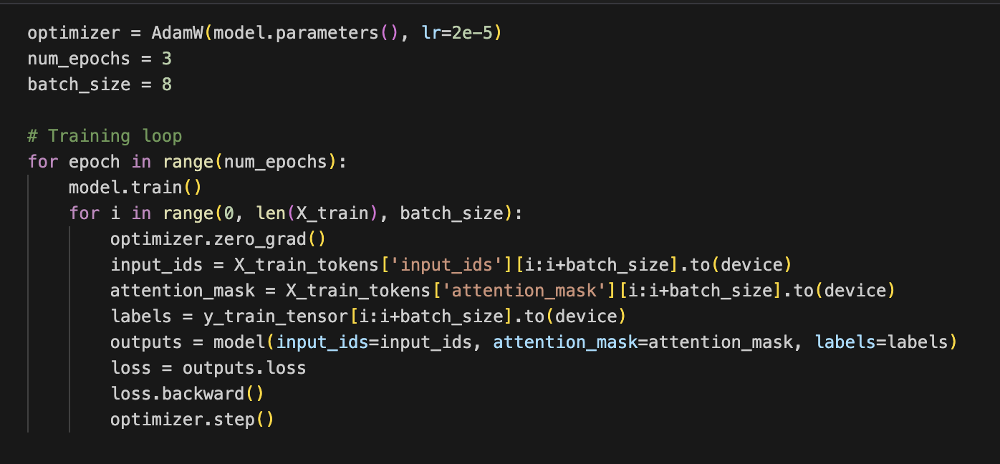 optimizer = AdamW(model.parameters(), lr=2e-5)
num_epochs = 3
batch_size = 8
# Training loop
for epoch in range(num_epochs):
    model.train()
    for i in range(0, len(X_train), batch_size):
        optimizer.zero_grad()
        input_ids = X_train_tokens['input_ids'][i:i+batch_size].to(device)
        attention_mask = X_train_tokens['attention_mask'][i:i+batch_size].to(device)
        labels = y_train_tensor[i:i+batch_size].to(device)
        outputs = model(input_ids=input_ids, attention_mask=attention_mask, labels=labels)
        loss = outputs.loss
        loss.backward()
        optimizer.step()